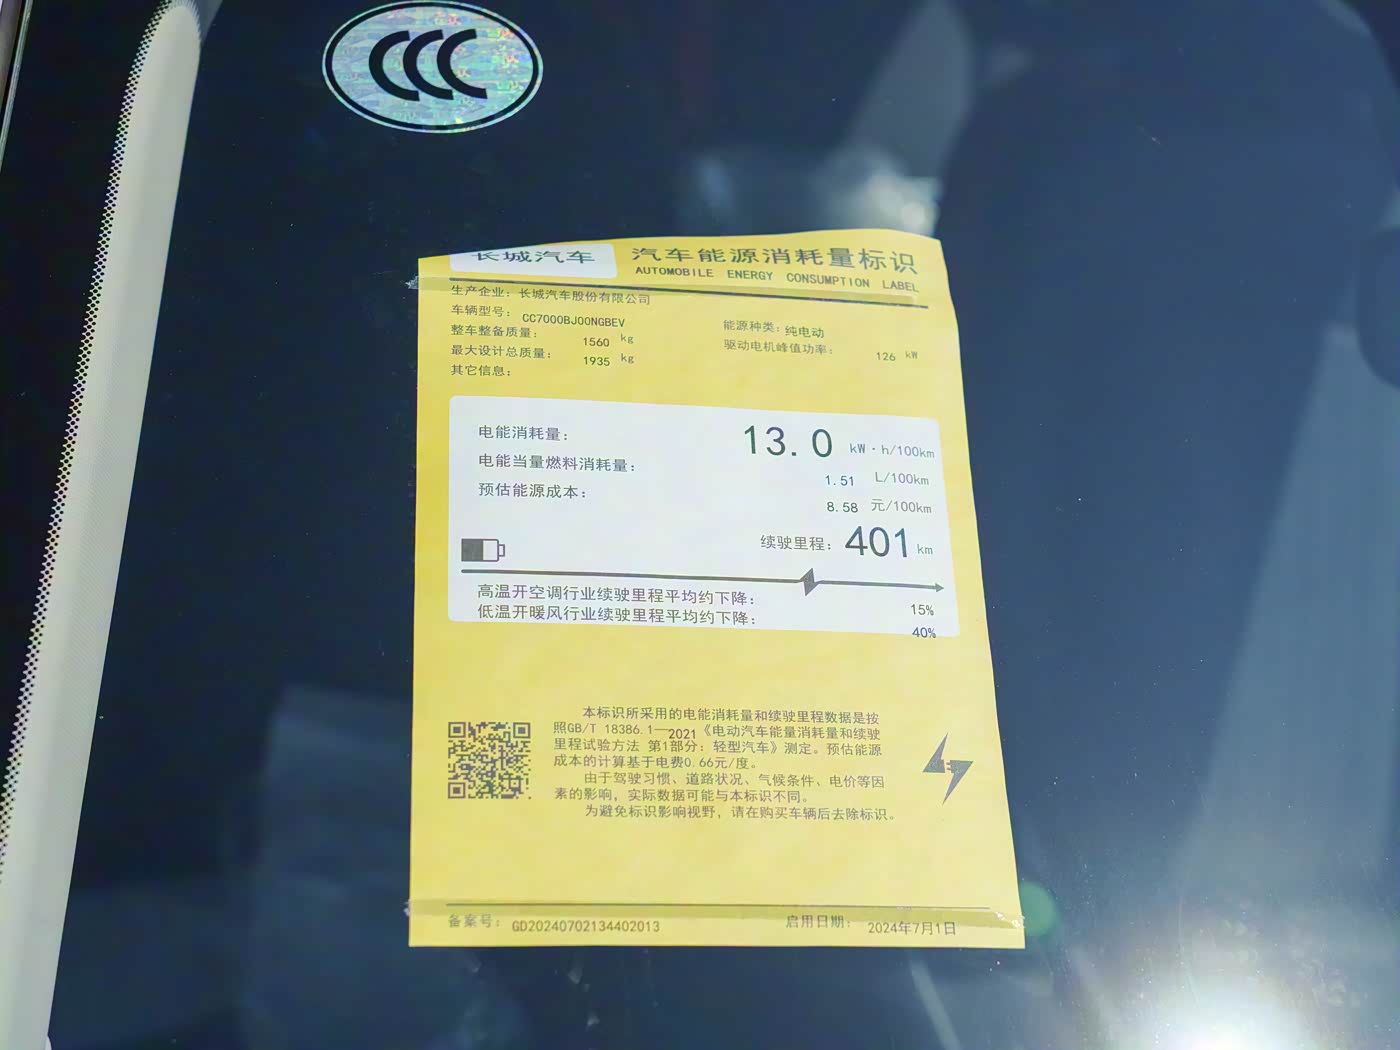 CCC
长城汽车 汽车能源消耗量标识
AUTOMOBILE ENERGY CONSUMPTION LABEL
生产企业：长城汽车股份有限公司
车辆型号：CC7000BJ00NGBEV 能源种类：纯电动
整车整备质量：1560 kg 驱动电机峰值功率：126 kW
最大设计总质量：1935 kg
其它信息：
电能消耗量：13.0 kW·h/100km
电能当量燃料消耗量：1.51 L/100km
预估能源成本：8.58 元/100km
续驶里程：401 km
高温开空调行业续驶里程平均约下降：15%
低温开暖风行业续驶里程平均约下降：40%
本标识所采用的电能消耗量和续驶里程数据是按
照GB/T 18386.1—2021《电动汽车能量消耗量和续驶
里程试验方法 第1部分：轻型汽车》测定。预估能源
成本的计算基于电费0.66元/度。
由于驾驶习惯、道路状况、气候条件、电价等因
素的影响，实际数据可能与本标识不同。
为避免标识影响视野，请在购买车辆后去除标识。
备案号：GD20240702134402013 启用日期：2024年7月1日